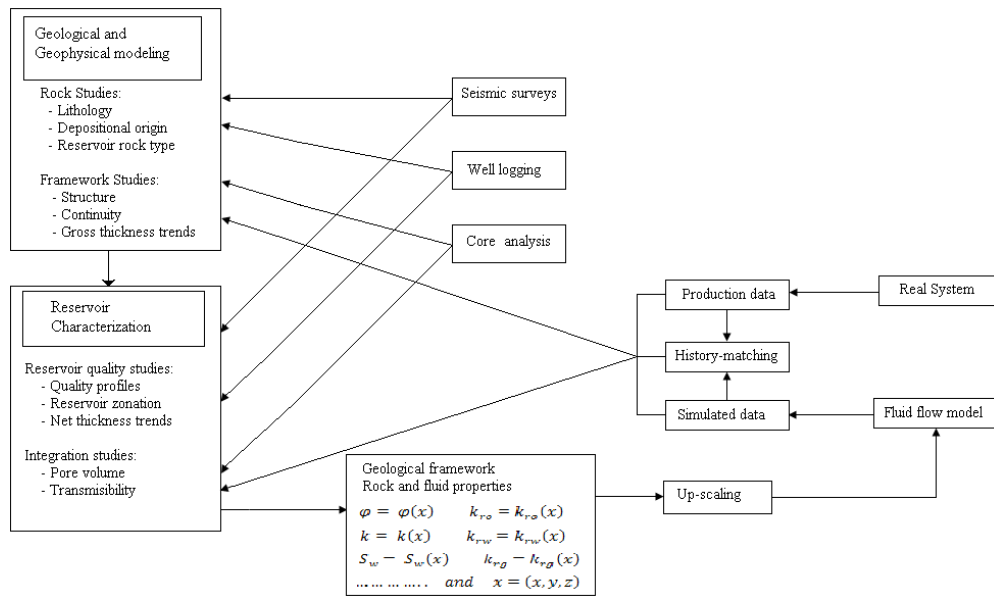 Geological and
Geophysical modeling
Rock Studies:
- Lithology
- Depositional origin
- Reservoir rock type
Framework Studies:
- Structure
- Continuity
- Gross thickness trends
Seismic surveys
Well logging
Core analysis
Reservoir
Characterization
Reservoir quality studies:
- Quality profiles
- Reservoir zonation
- Net thickness trends
Integration studies:
- Pore volume
- Transmisibility
Production data
Real System
History-matching
Simulated data
Fluid flow model
Geological framework
Rock and fluid properties
φ = φ(x) k_ro = k_ro(x)
k = k(x) k_rw = k_rw(x)
S_w − S_w(x) k_rg − k_rg(x)
... ... ... ... . and x = (x, y, z)
Up-scaling